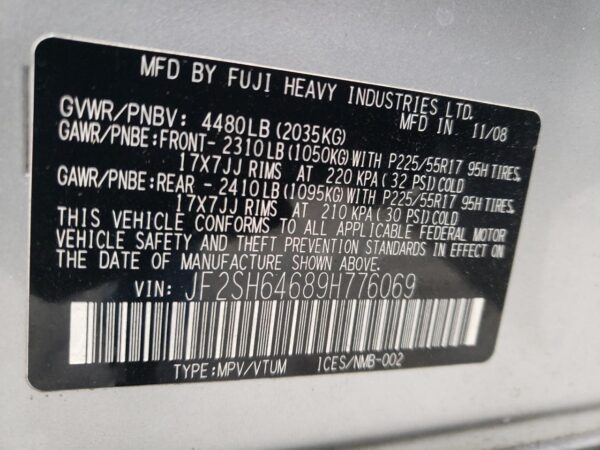 MFD BY FUJI HEAVY INDUSTRIES LTD.
GVWR/PNBV: 4480LB (2035KG) MFD IN 11/08
GAWR/PNBE:FRONT- 2310LB(1050KG)WITH P225/55R17 95H TIRES,
17X7JJ RIMS AT 220 KPA (32 PSI)COLD
GAWR/PNBE:REAR - 2410LB(1095KG)WITH P225/55R17 95H TIRES,
17X7JJ RIMS AT 210 KPA (30 PSI)COLD
THIS VEHICLE CONFORMS TO ALL APPLICABLE FEDERAL MOTOR
VEHICLE SAFETY AND THEFT PREVENTION STANDARDS IN EFFECT ON
THE DATE OF MANUFACTURE SHOWN ABOVE.
VIN: JF2SH64689H776069
TYPE:MPV/VTUM ICES/NMB-002